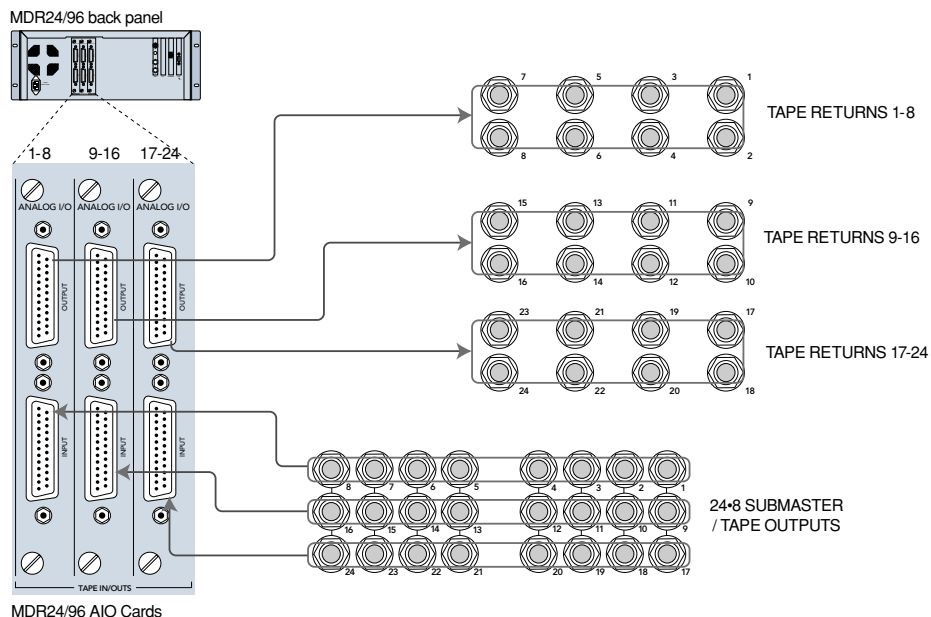 MDR24/96 back panel
7 5 3 1
TAPE RETURNS 1-8
8 6 4 2
1-8 9-16 17-24
ANALOG I/O ANALOG I/O ANALOG I/O
15 13 11 9
TAPE RETURNS 9-16
16 14 12 10
OUTPUT OUTPUT OUTPUT
23 21 19 17
TAPE RETURNS 17-24
24 22 20 18
INPUT INPUT INPUT
8 7 6 5 4 3 2 1
24•8 SUBMASTER
/ TAPE OUTPUTS
16 15 14 13 12 11 10 9
24 23 22 21 20 19 18 17
TAPE IN/OUTS
MDR24/96 AIO Cards